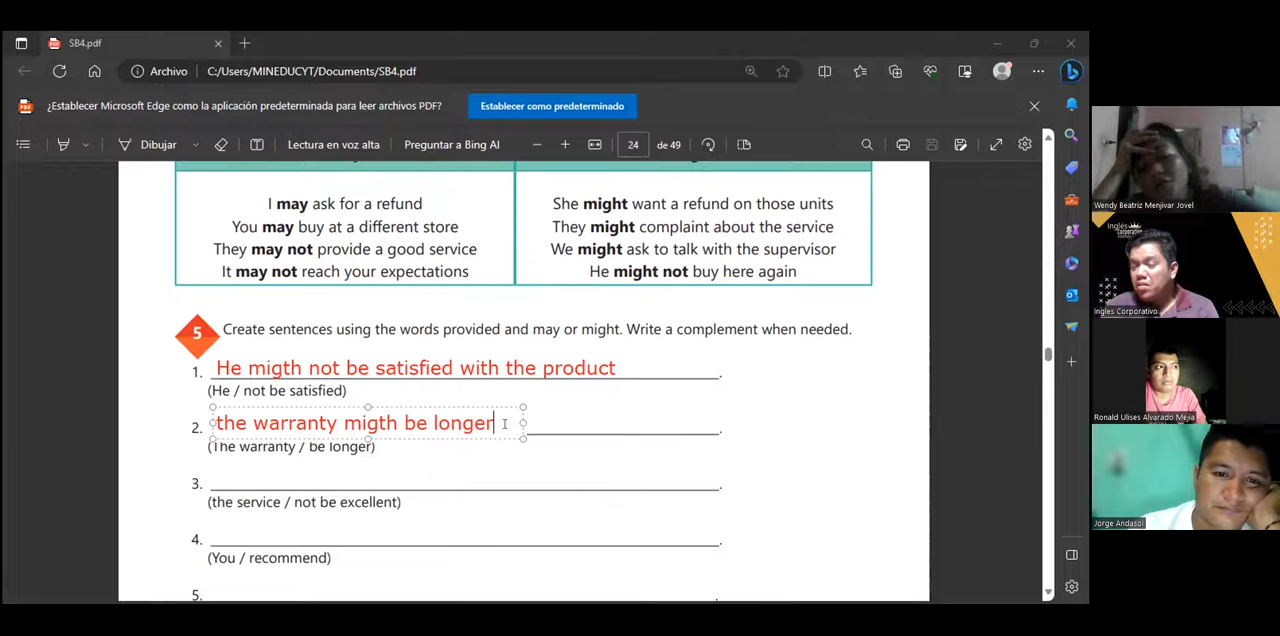 SB4.pdf
Archivo
C:/Users/MINEDUCYT/Documents/SB4.pdf
¿Establecer Microsoft Edge como la aplicación predeterminada para leer archivos PDF?
Establecer como predeterminado
Dibujar
Lectura en voz alta
Preguntar a Bing AI
24
de 49
I may ask for a refund
You may buy at a different store
They may not provide a good service
It may not reach your expectations
She might want a refund on those units
They might complaint about the service
We might ask to talk with the supervisor
He might not buy here again
5
Create sentences using the words provided and may or might. Write a complement when needed.
1. He migth not be satisfied with the product.
(He / not be satisfied)
2. the warranty migth be longer.
(The warranty / be longer)
3. .
(the service / not be excellent)
4. .
(You / recommend)
5. .
Wendy Beatriz Menjivar Jovel
Inglés
Corporativo
Ingles Corporativo
Ronald Ulises Alvarado Mejia
Jorge Andasol